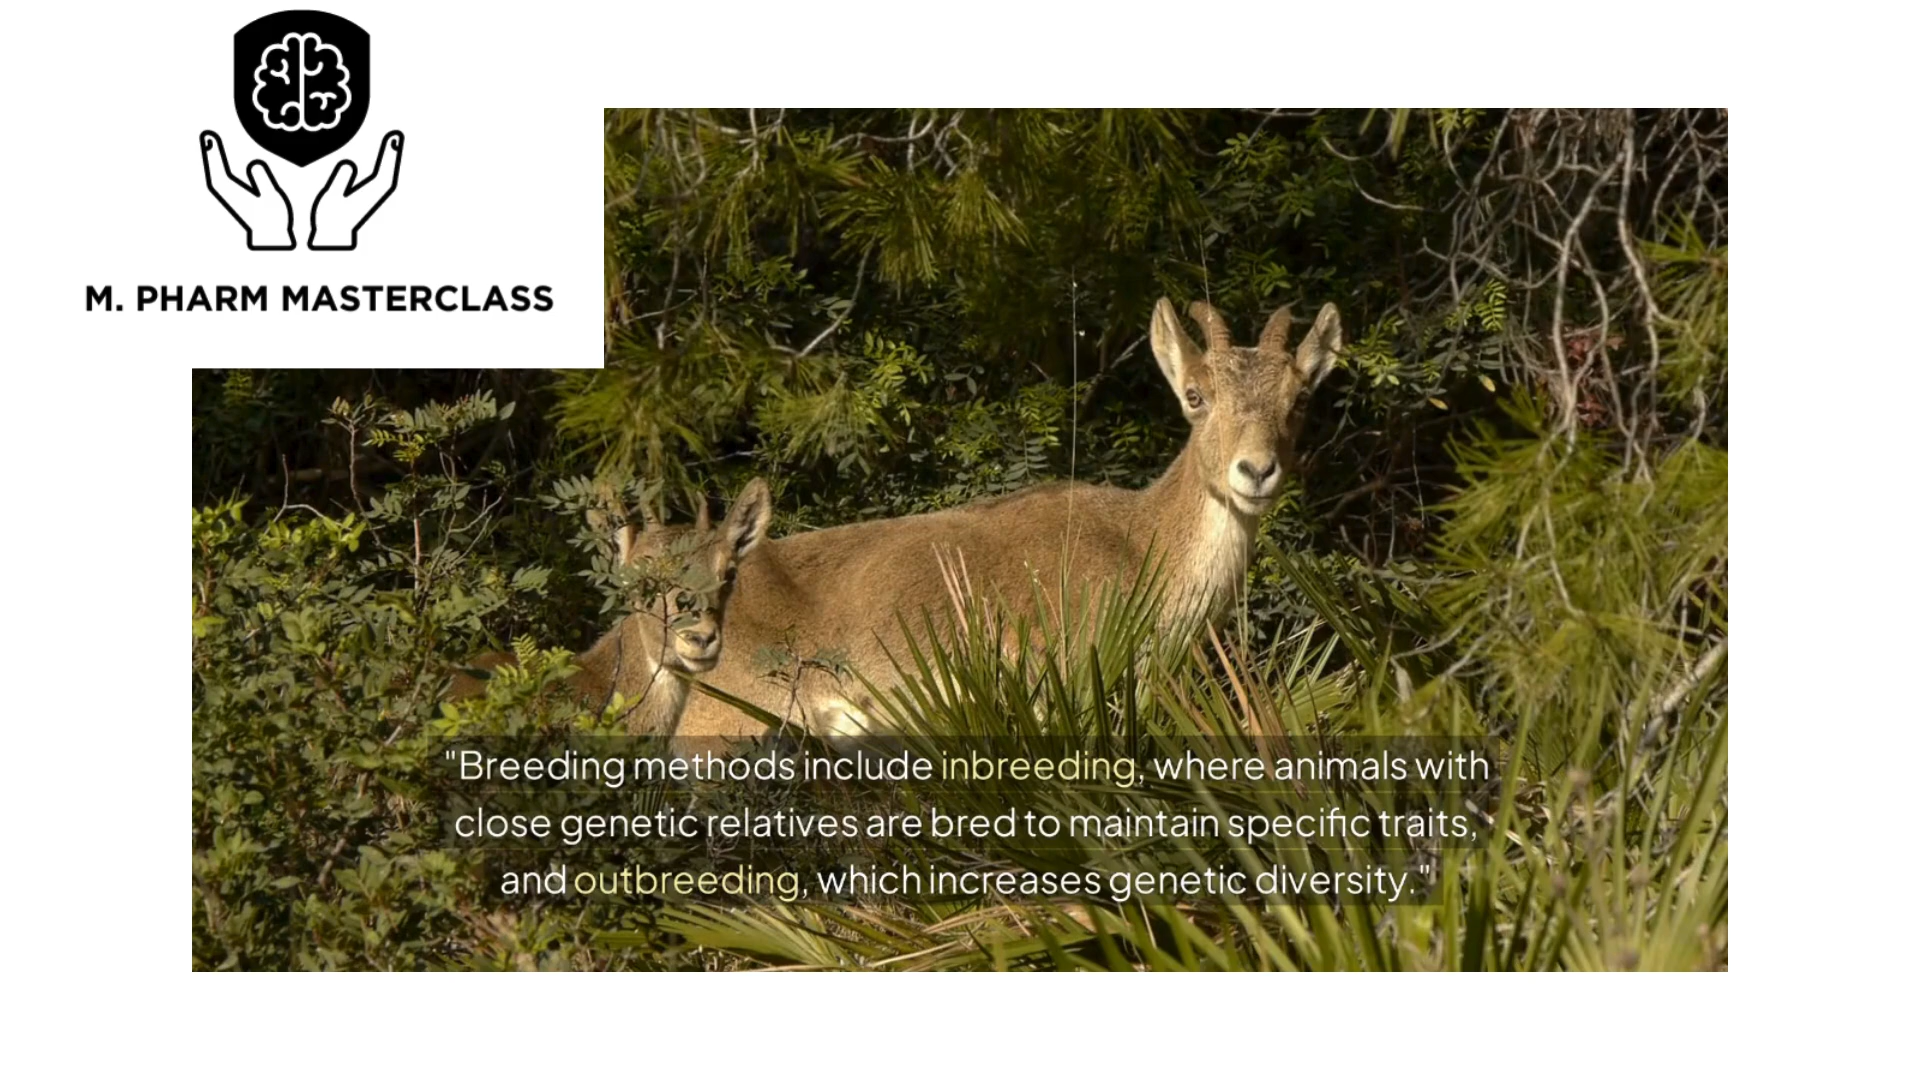 M. PHARM MASTERCLASS
"Breeding methods include inbreeding, where animals with
close genetic relatives are bred to maintain specific traits,
and outbreeding, which increases genetic diversity."